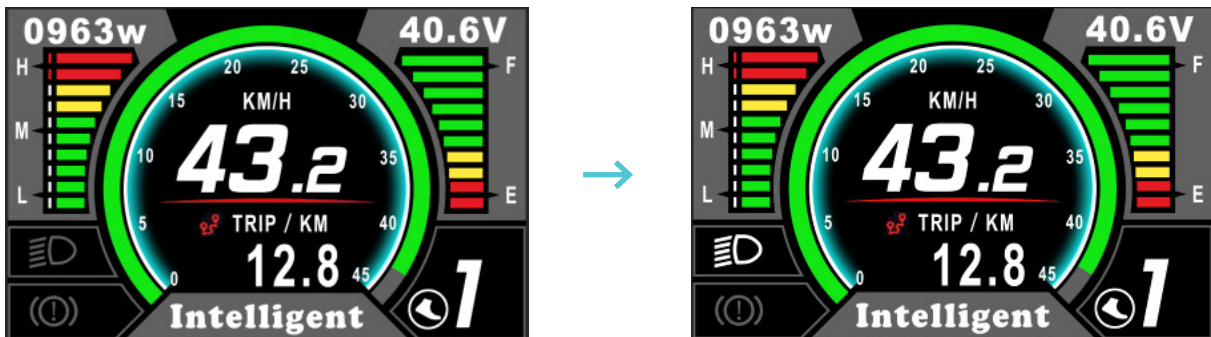 0963w 40.6V
H F
20 25
15 KM/H 30
M
43.2
10 35
L E
5 TRIP / KM 40
12.8
0 45
(!) Intelligent 1
0963w 40.6V
H F
20 25
15 KM/H 30
M
43.2
10 35
L E
5 TRIP / KM 40
12.8
0 45
(!) Intelligent 1